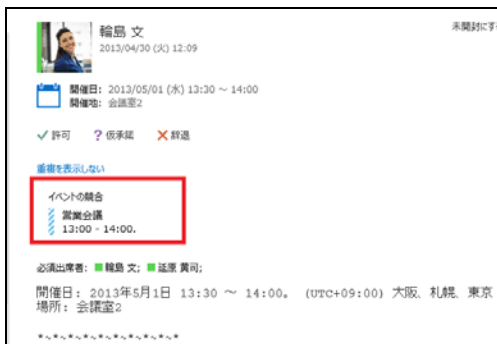 輪島 文
未開封にす
2013/04/30 (火) 12:09
開催日: 2013/05/01 (水) 13:30 ～ 14:00
開催地: 会議室2
許可 ? 仮承諾 辞退
重複を表示しない
イベントの競合
営業会議
13:00 - 14:00.
必須出席者: 輪島 文; 萩原 黄司;
開催日: 2013年5月1日 13:30 ～ 14:00。 (UTC+09:00) 大阪、札幌、東京
場所: 会議室2
*~*~*~*~*~*~*~*~*~*